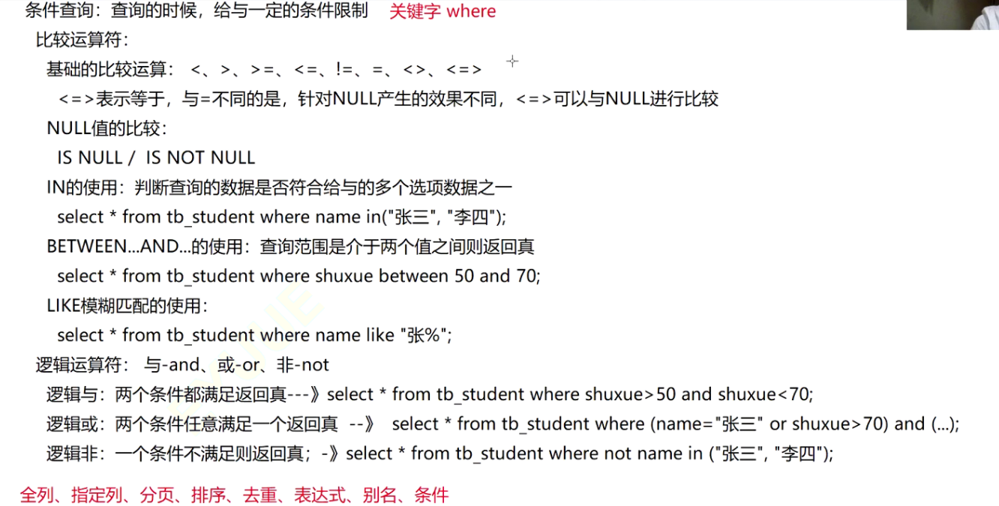 条件查询：查询的时候，给与一定的条件限制 关键字 where
比较运算符：
基础的比较运算： <、>、>=、<=、!=、=、<>、<=>
<=>表示等于，与=不同的是，针对NULL产生的效果不同，<=>可以与NULL进行比较
NULL值的比较：
IS NULL / IS NOT NULL
IN的使用：判断查询的数据是否符合给与的多个选项数据之一
select * from tb_student where name in("张三", "李四");
BETWEEN...AND...的使用：查询范围是介于两个值之间则返回真
select * from tb_student where shuxue between 50 and 70;
LIKE模糊匹配的使用：
select * from tb_student where name like "张%";
逻辑运算符： 与-and、或-or、非-not
逻辑与：两个条件都满足返回真---》select * from tb_student where shuxue>50 and shuxue<70;
逻辑或：两个条件任意满足一个返回真 --》 select * from tb_student where (name="张三" or shuxue>70) and (...);
逻辑非：一个条件不满足则返回真；-》select * from tb_student where not name in ("张三", "李四");
全列、指定列、分页、排序、去重、表达式、别名、条件